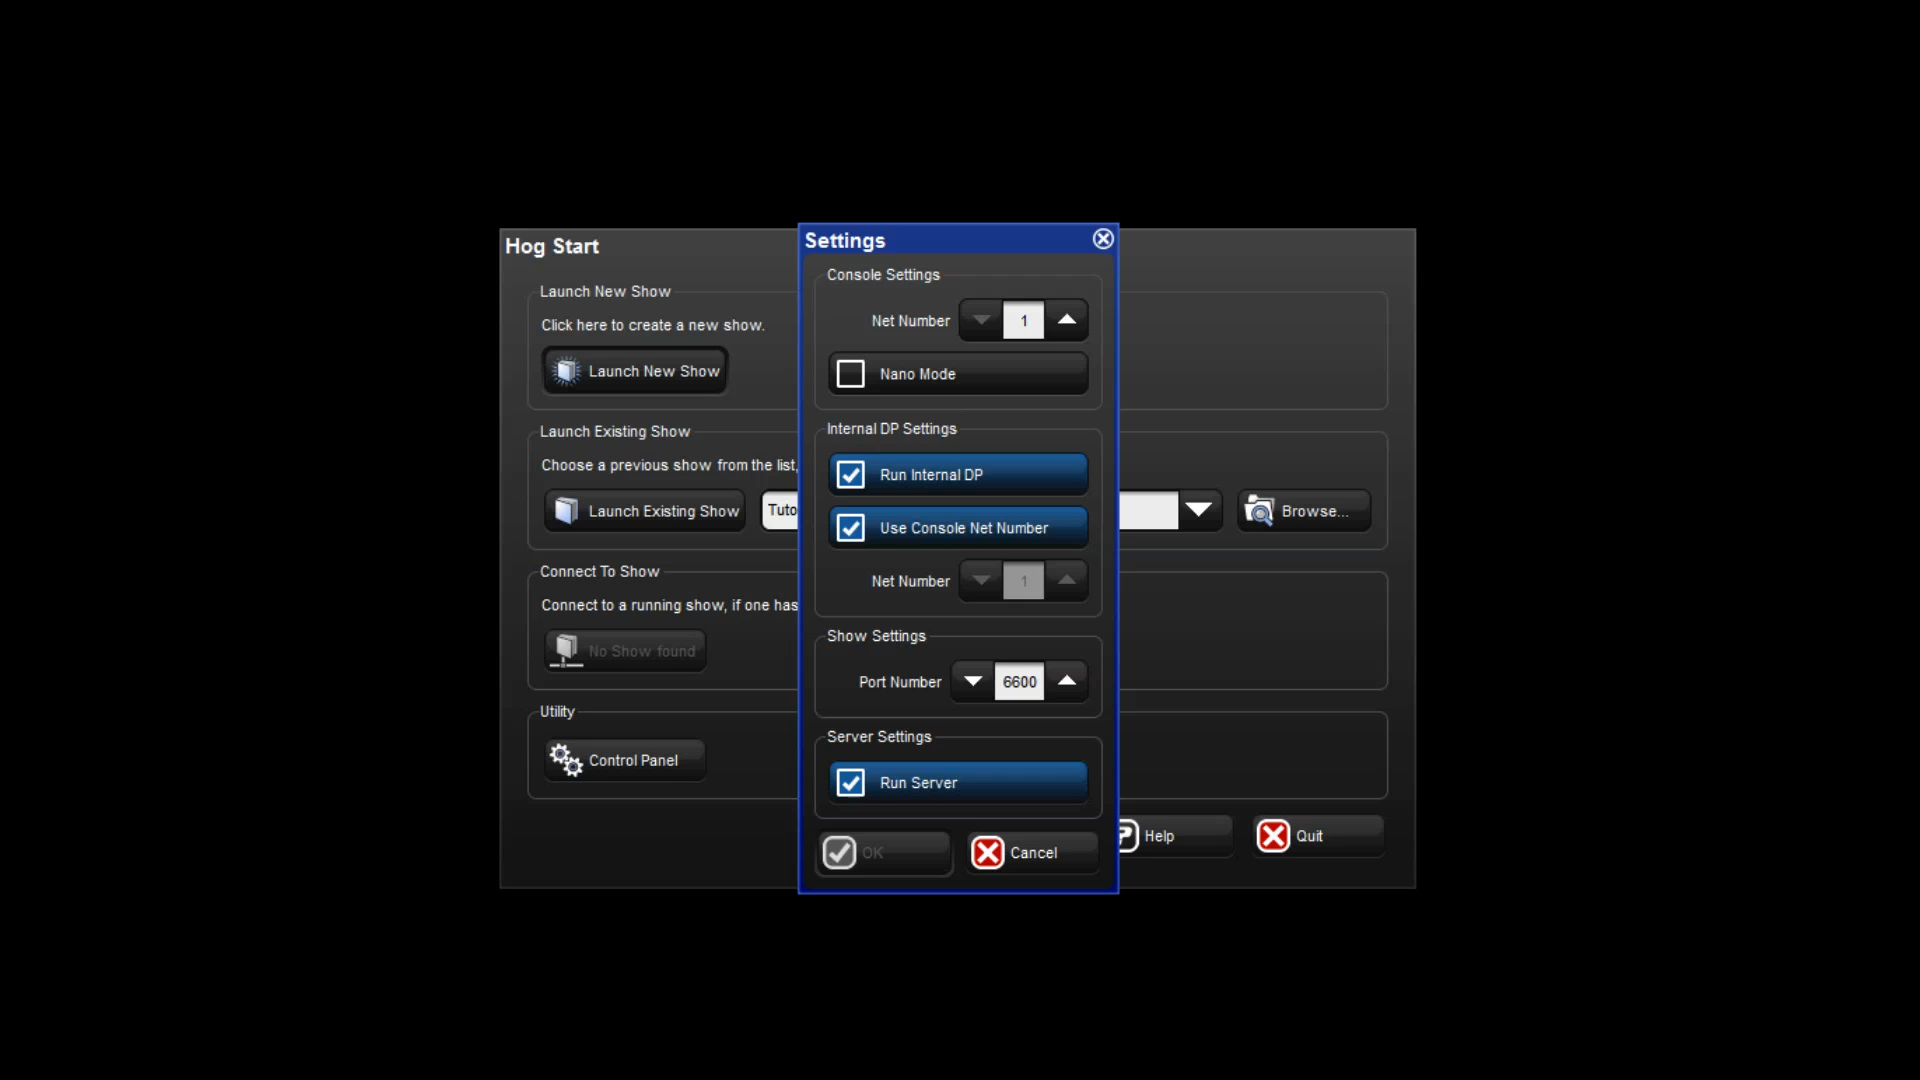 Hog Start
Launch New Show
Click here to create a new show.
Launch New Show
Launch Existing Show
Choose a previous show from the list,
Launch Existing Show
Tuto
Browse...
Connect To Show
Connect to a running show, if one has
No Show found
Utility
Control Panel
Help
Quit
Settings
Console Settings
Net Number
1
Nano Mode
Internal DP Settings
Run Internal DP
Use Console Net Number
Net Number
1
Show Settings
Port Number
6600
Server Settings
Run Server
OK
Cancel